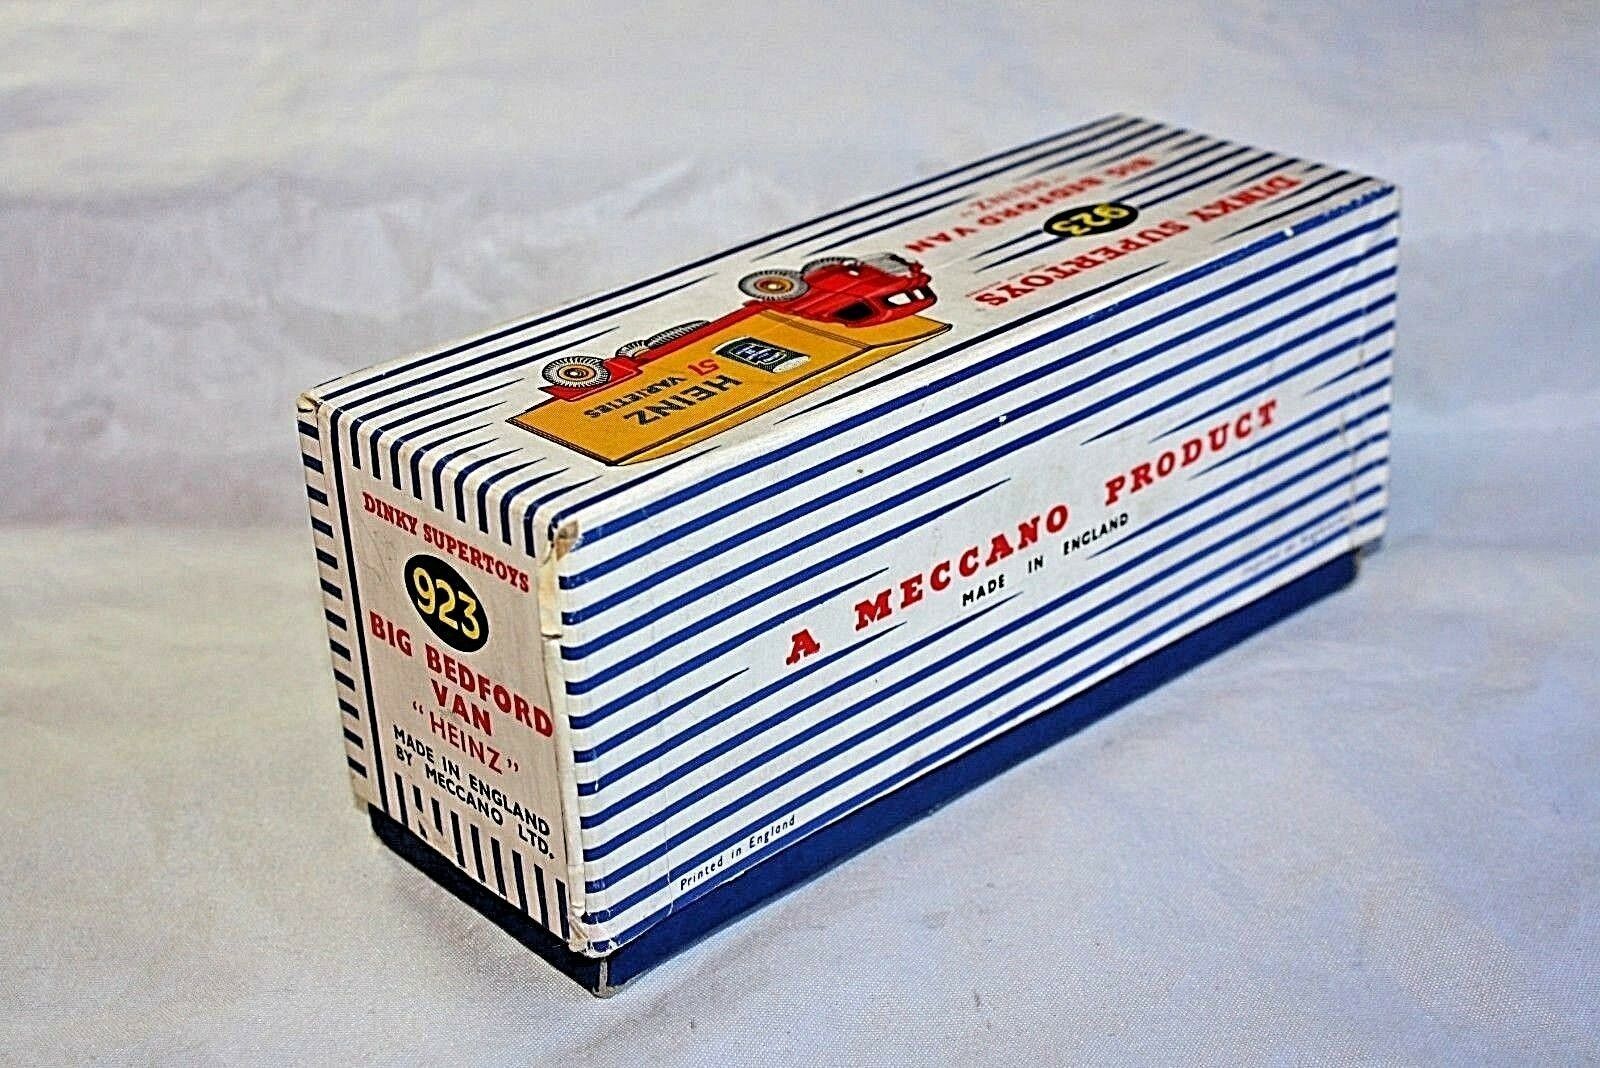 DINKY SUPERTOYS
923
BIG BEDFORD VAN
"HEINZ"
HEINZ
57 VARIETIES
A MECCANO PRODUCT
MADE IN ENGLAND
Printed in England
DINKY SUPERTOYS
923
BIG BEDFORD
VAN
"HEINZ"
MADE IN ENGLAND
BY MECCANO LTD.